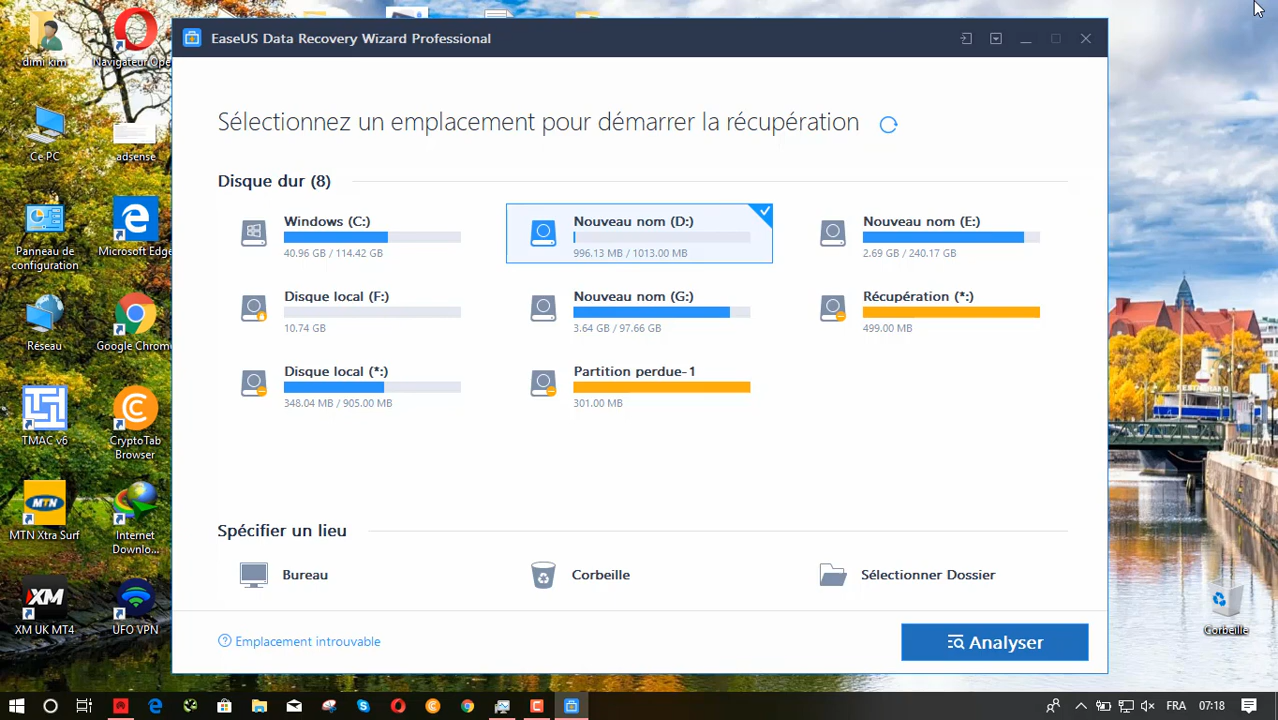 EaseUS Data Recovery Wizard Professional
Sélectionnez un emplacement pour démarrer la récupération
Disque dur (8)
Windows (C:)
40.96 GB / 114.42 GB
Nouveau nom (D:)
996.13 MB / 1013.00 MB
Nouveau nom (E:)
2.69 GB / 240.17 GB
Disque local (F:)
10.74 GB
Nouveau nom (G:)
3.64 GB / 97.66 GB
Récupération (*:)
499.00 MB
Disque local (*:)
348.04 MB / 905.00 MB
Partition perdue-1
301.00 MB
Spécifier un lieu
Bureau
Corbeille
Sélectionner Dossier
Emplacement introuvable
Analyser
dimi kim
Navigateur Ope
Ce PC
adsense
Panneau de
configuration
Microsoft Edge
Réseau
Google Chrom
TMAC v6
CryptoTab
Browser
MTN
MTN Xtra Surf
Internet
Downlo...
XM
XM UK MT4
UFO VPN
RESTAURANG
Corbeille
FRA
07:18